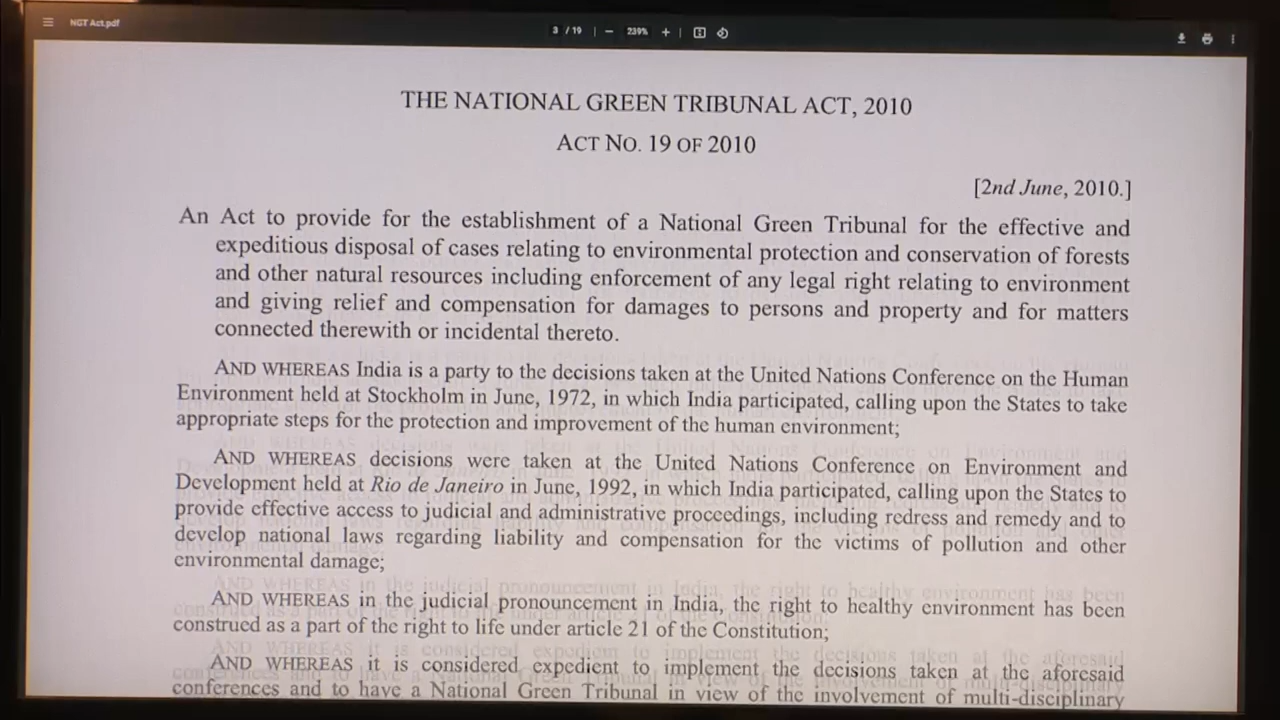 NGT Act.pdf
3 / 19 | − 239% + |
THE NATIONAL GREEN TRIBUNAL ACT, 2010
ACT NO. 19 OF 2010
[2nd June, 2010.]
An Act to provide for the establishment of a National Green Tribunal for the effective and
expeditious disposal of cases relating to environmental protection and conservation of forests
and other natural resources including enforcement of any legal right relating to environment
and giving relief and compensation for damages to persons and property and for matters
connected therewith or incidental thereto.
AND WHEREAS India is a party to the decisions taken at the United Nations Conference on the Human
Environment held at Stockholm in June, 1972, in which India participated, calling upon the States to take
appropriate steps for the protection and improvement of the human environment;
AND WHEREAS decisions were taken at the United Nations Conference on Environment and
Development held at Rio de Janeiro in June, 1992, in which India participated, calling upon the States to
provide effective access to judicial and administrative proceedings, including redress and remedy and to
develop national laws regarding liability and compensation for the victims of pollution and other
environmental damage;
AND WHEREAS in the judicial pronouncement in India, the right to healthy environment has been
construed as a part of the right to life under article 21 of the Constitution;
AND WHEREAS it is considered expedient to implement the decisions taken at the aforesaid
conferences and to have a National Green Tribunal in view of the involvement of multi-disciplinary